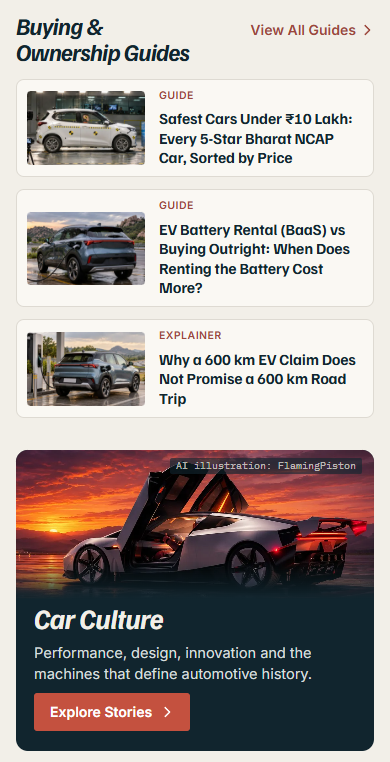 Buying &
Ownership Guides
View All Guides
GUIDE
Safest Cars Under ₹10 Lakh:
Every 5-Star Bharat NCAP
Car, Sorted by Price
GUIDE
EV Battery Rental (BaaS) vs
Buying Outright: When Does
Renting the Battery Cost
More?
EXPLAINER
Why a 600 km EV Claim Does
Not Promise a 600 km Road
Trip
AI illustration: FlamingPiston
Car Culture
Performance, design, innovation and the
machines that define automotive history.
Explore Stories